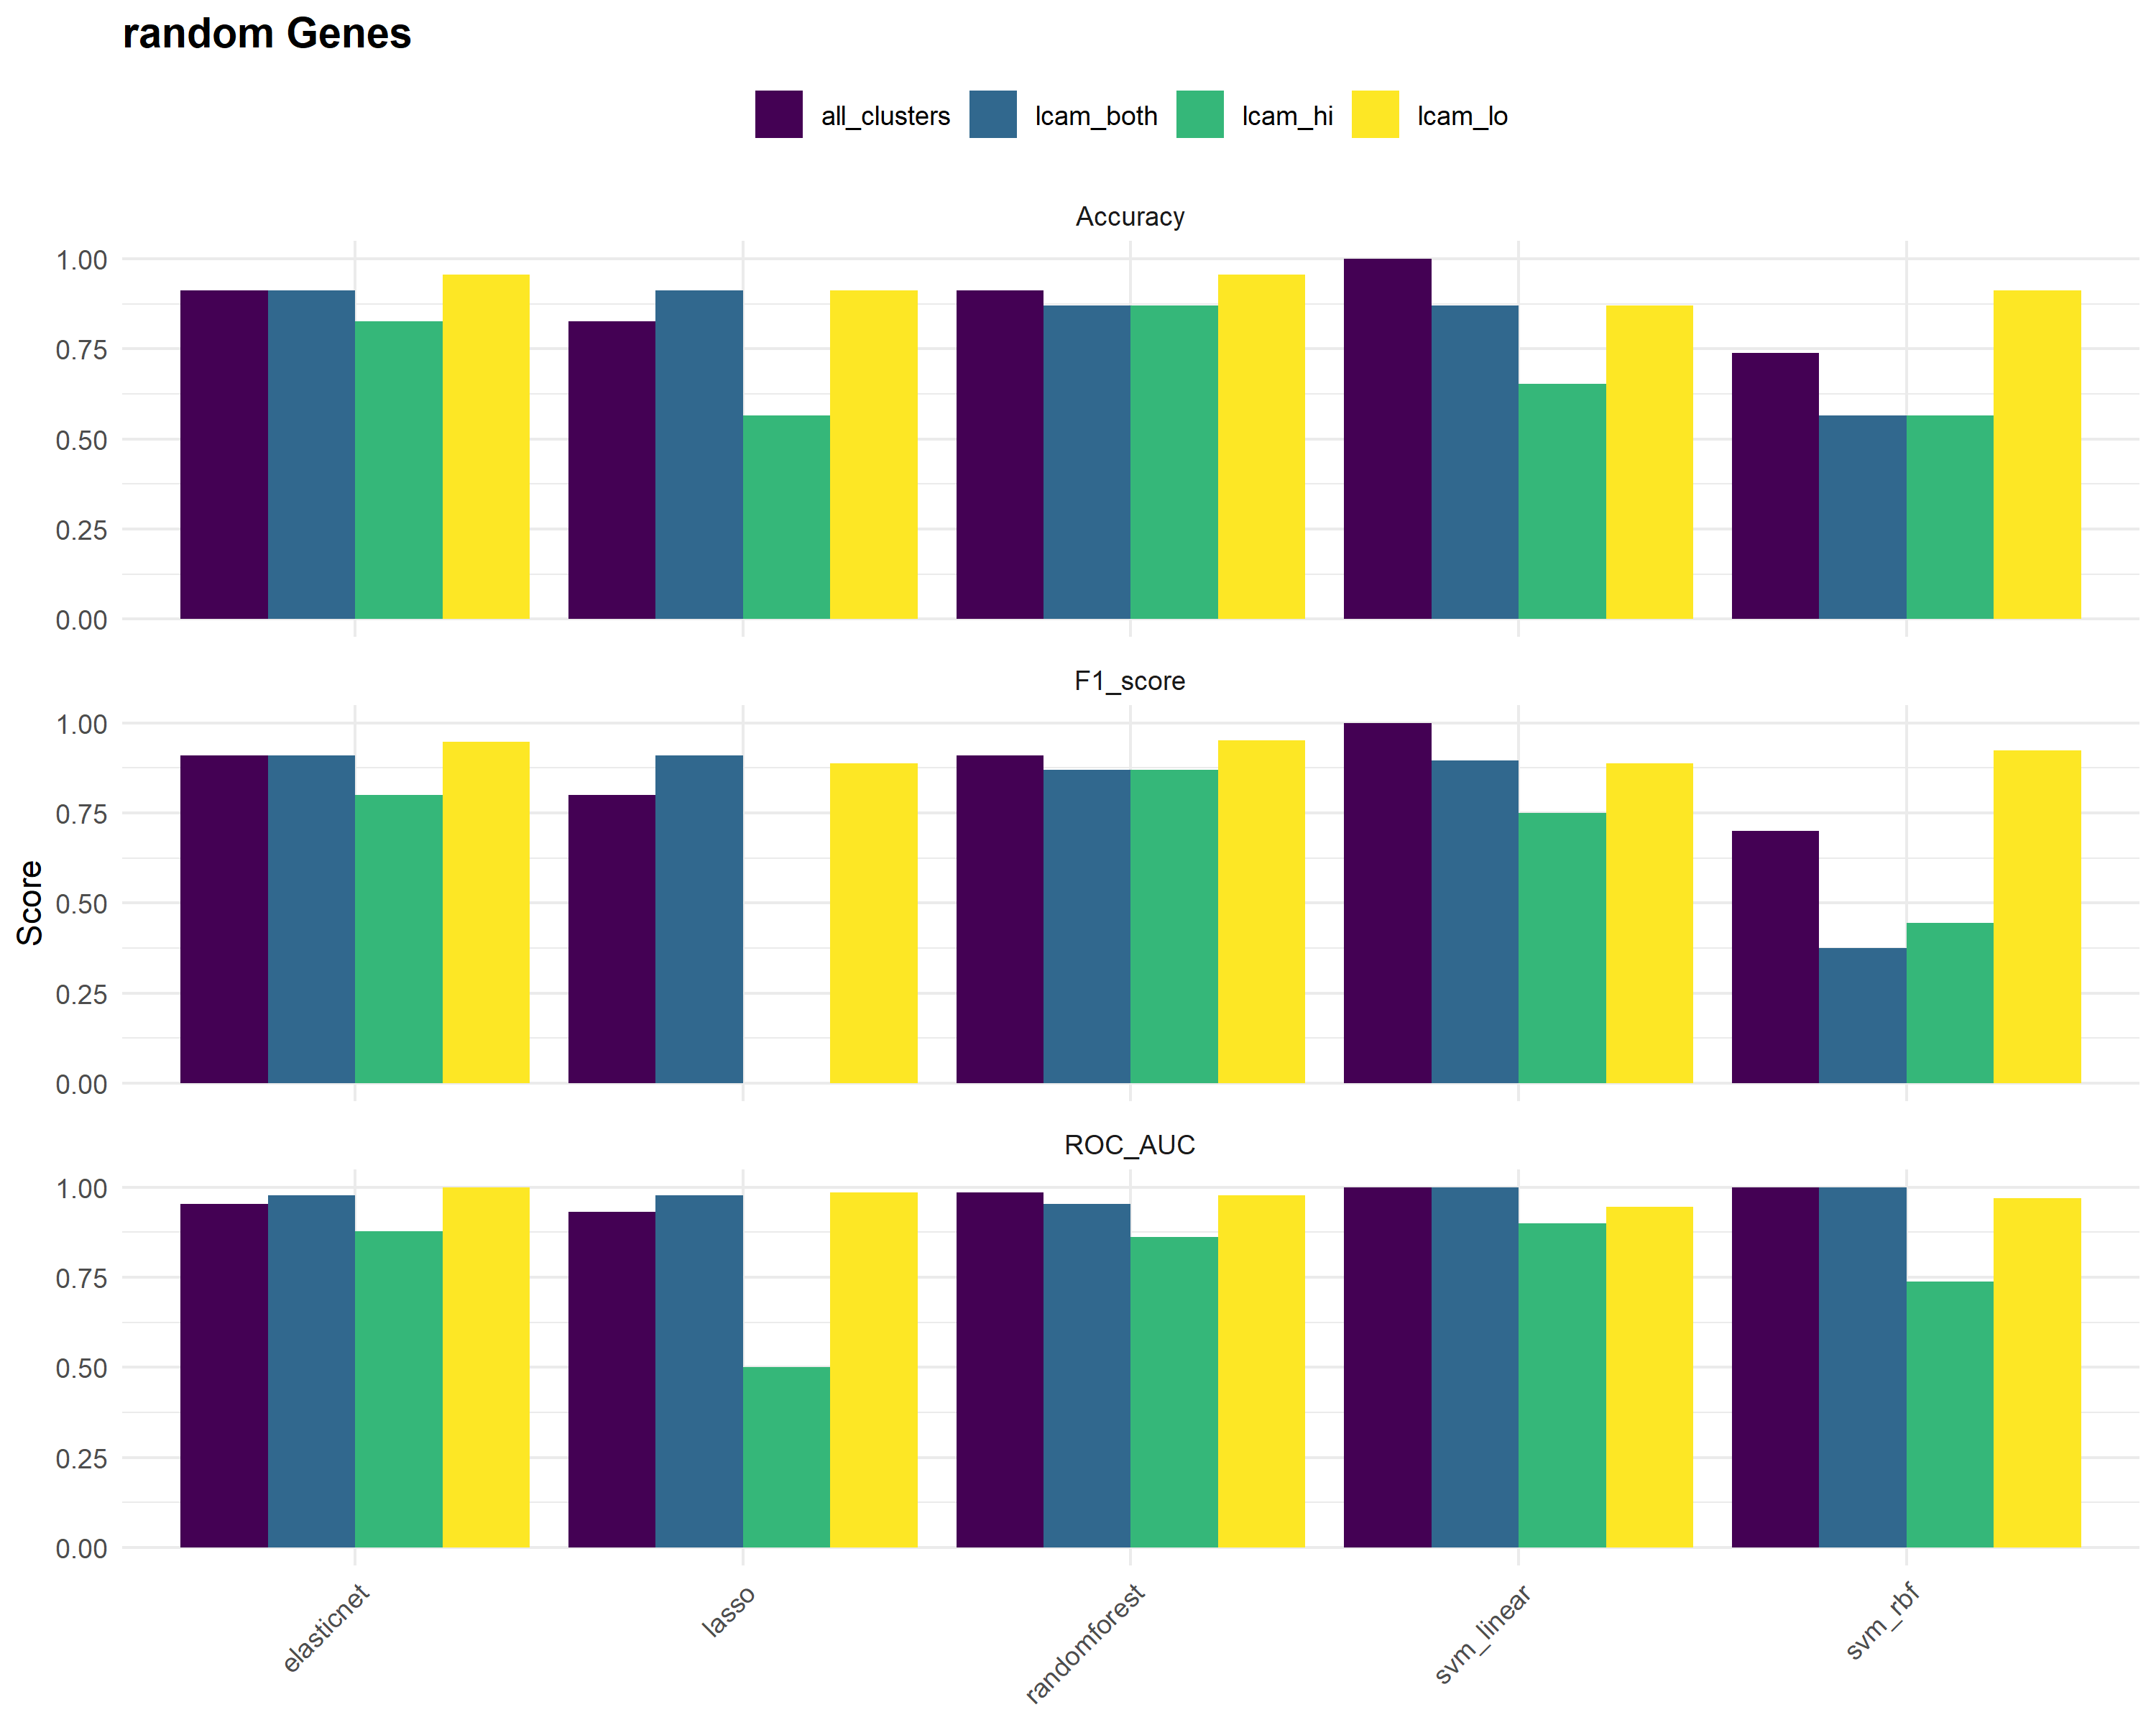 random Genes
all_clusters lcam_both lcam_hi lcam_lo
Accuracy
1.00
0.75
0.50
0.25
0.00
F1_score
1.00
0.75
0.50
0.25
0.00
Score
ROC_AUC
1.00
0.75
0.50
0.25
0.00
elasticnet lasso randomforest svm_linear svm_rbf